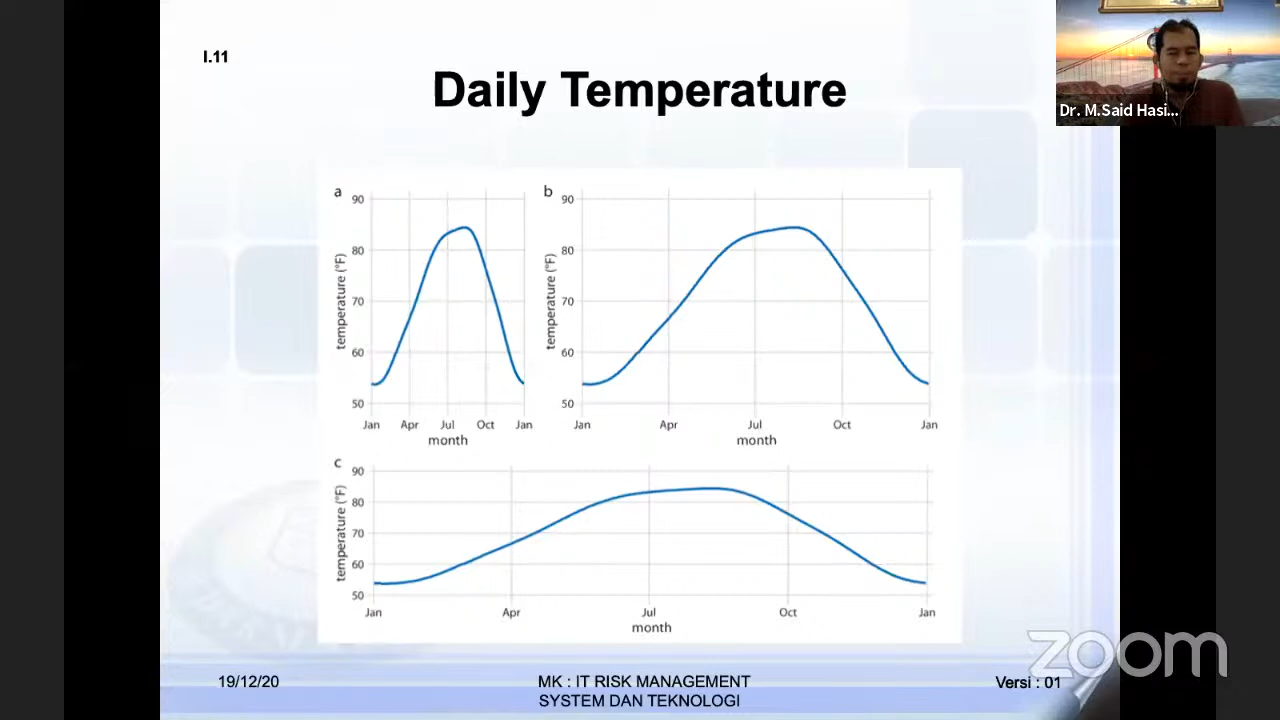 I.11
Daily Temperature
Dr. M.Said Hasi...
a
90
80
70
60
50
temperature (°F)
Jan Apr Jul Oct Jan
month
b
90
80
70
60
50
temperature (°F)
Jan Apr Jul Oct Jan
month
c
90
80
70
60
50
temperature (°F)
Jan Apr Jul Oct Jan
month
zoom
19/12/20
MK : IT RISK MANAGEMENT
SYSTEM DAN TEKNOLOGI
Versi : 01